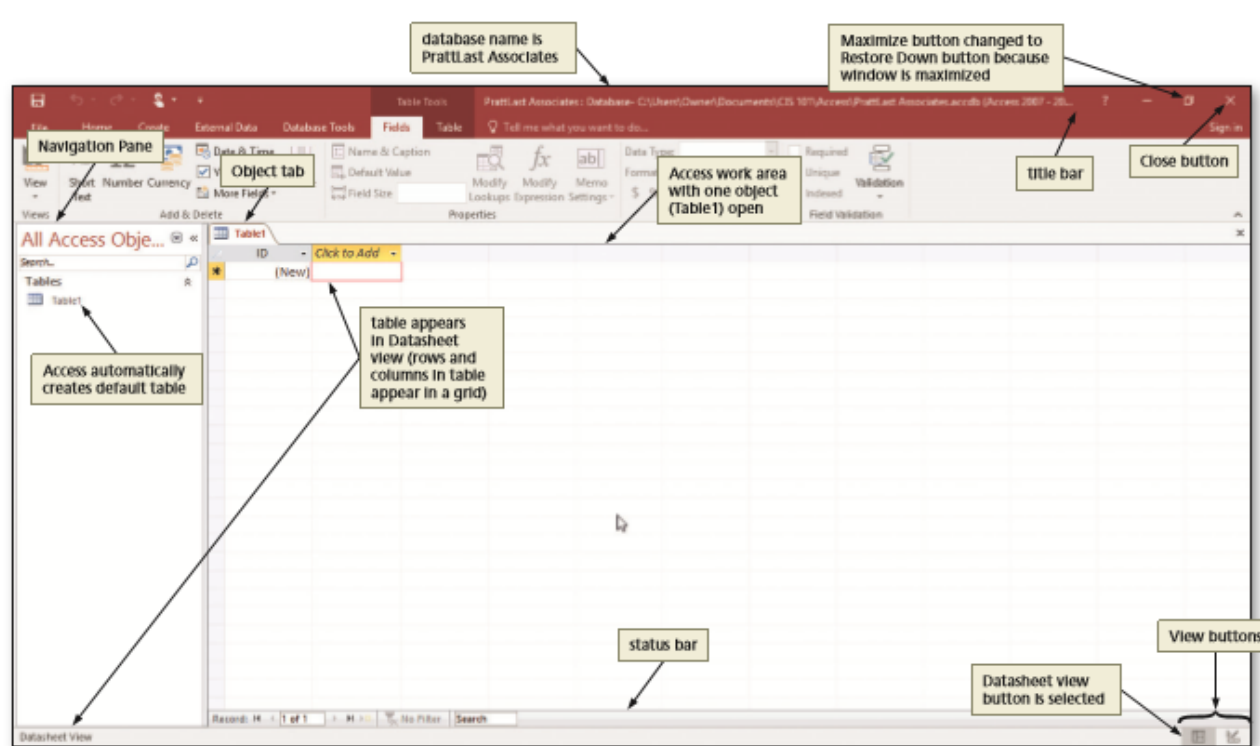 database name is
PrattLast Associates
Maximize button changed to
Restore Down button because
window is maximized
Table Tools
PrattLast Associates : Database- C:\Users\Owner\Documents\CIS 101\Access\PrattLast Associates.accdb (Access 2007 - 20...
?
File Home Create External Data Database Tools Fields Table Tell me what you want to do...
Sign in
Navigation Pane
Object tab
Access work area
with one object
(Table1) open
title bar
Close button
View
Short
Text
Number
Currency
Date & Time
More Fields
Name & Caption
Default Value
Field Size
Modify
Lookups
Modify
Expression
Memo
Settings
ab
fx
Data Type:
$
Required
Unique
Indexed
Validation
Views
Add & Delete
Properties
Field Validation
All Access Obje...
Search...
Tables
Table1
Table1
ID
Click to Add
(New)
Access automatically
creates default table
table appears
in Datasheet
view (rows and
columns in table
appear in a grid)
status bar
View buttons
Datasheet view
button is selected
Record: 1 of 1 No Filter Search
Datasheet View